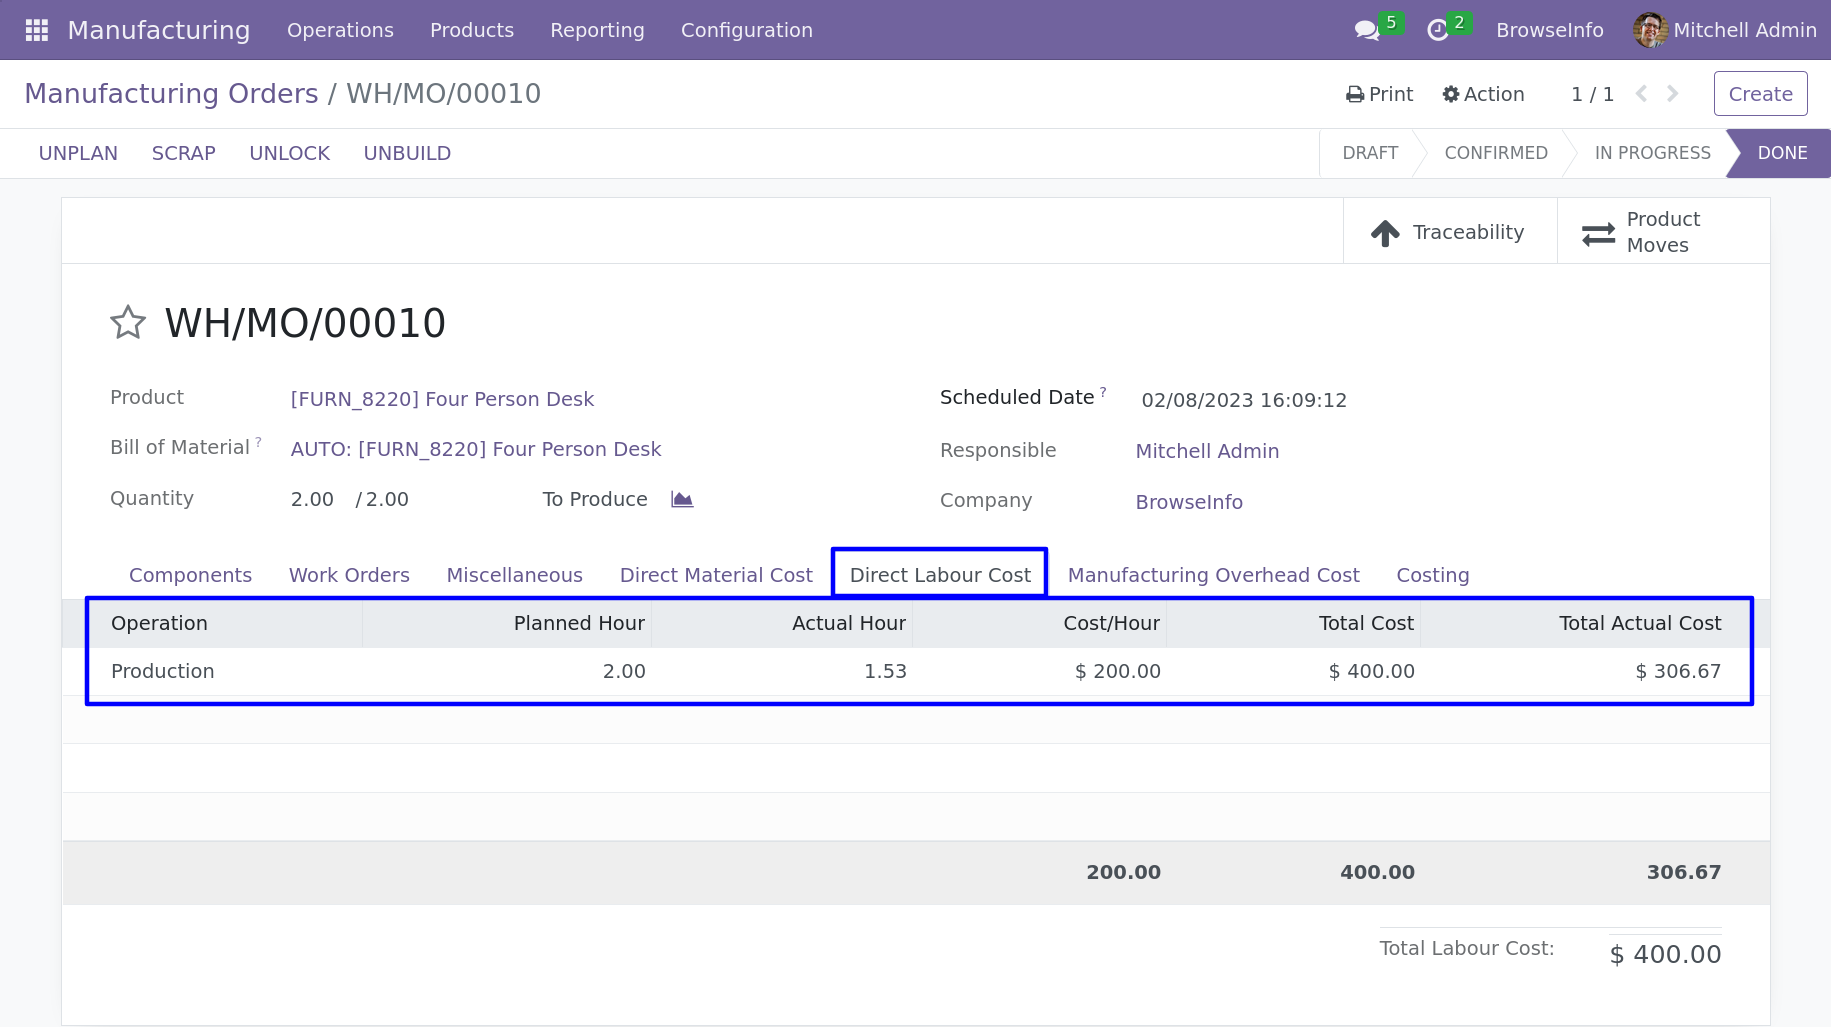 Manufacturing Operations Products Reporting Configuration 5 2 BrowseInfo Mitchell Admin
Manufacturing Orders / WH/MO/00010 Print Action 1 / 1 Create
UNPLAN SCRAP UNLOCK UNBUILD DRAFT CONFIRMED IN PROGRESS DONE
Traceability Product
Moves
WH/MO/00010
Product [FURN_8220] Four Person Desk Scheduled Date ? 02/08/2023 16:09:12
Bill of Material ? AUTO: [FURN_8220] Four Person Desk Responsible Mitchell Admin
Quantity 2.00 / 2.00 To Produce Company BrowseInfo
Components Work Orders Miscellaneous Direct Material Cost Direct Labour Cost Manufacturing Overhead Cost Costing
Operation Planned Hour Actual Hour Cost/Hour Total Cost Total Actual Cost
Production 2.00 1.53 $ 200.00 $ 400.00 $ 306.67
200.00 400.00 306.67
Total Labour Cost: $ 400.00